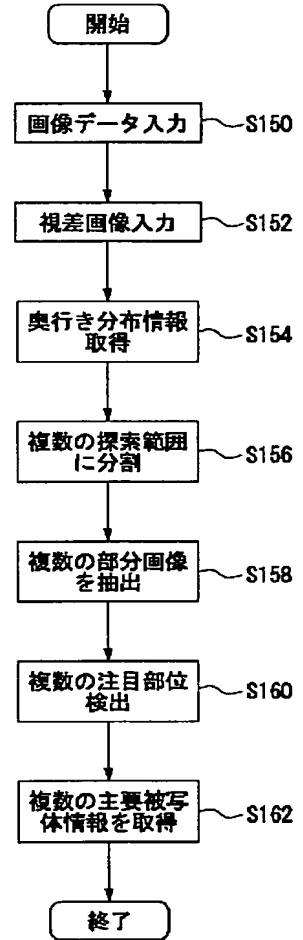 開始
画像データ入力
S150
視差画像入力
S152
奥行き分布情報
取得
S154
複数の探索範囲
に分割
S156
複数の部分画像
を抽出
S158
複数の注目部位
検出
S160
複数の主要被写
体情報を取得
S162
終了